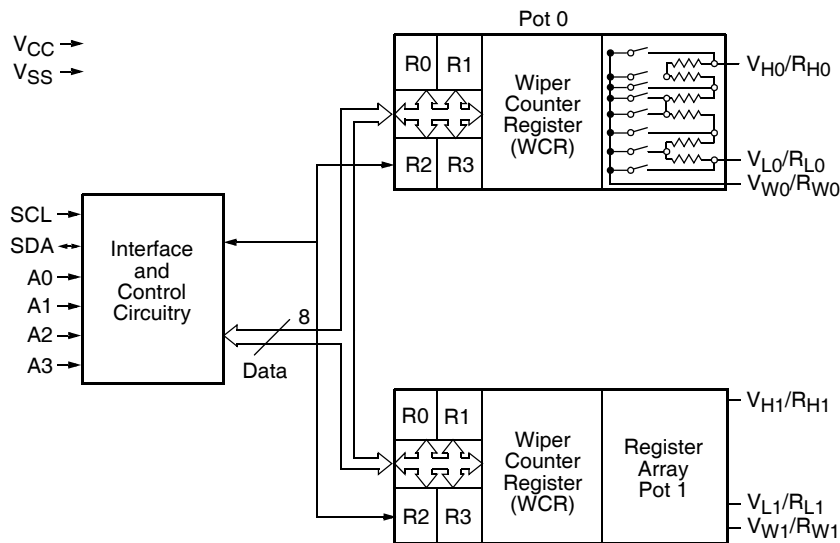 Pot 0
VCC
VSS
R0
R1
R2
R3
Wiper
Counter
Register
(WCR)
VH0/RH0
VL0/RL0
VW0/RW0
SCL
SDA
A0
A1
A2
A3
Interface
and
Control
Circuitry
8
Data
R0
R1
R2
R3
Wiper
Counter
Register
(WCR)
Register
Array
Pot 1
VH1/RH1
VL1/RL1
VW1/RW1